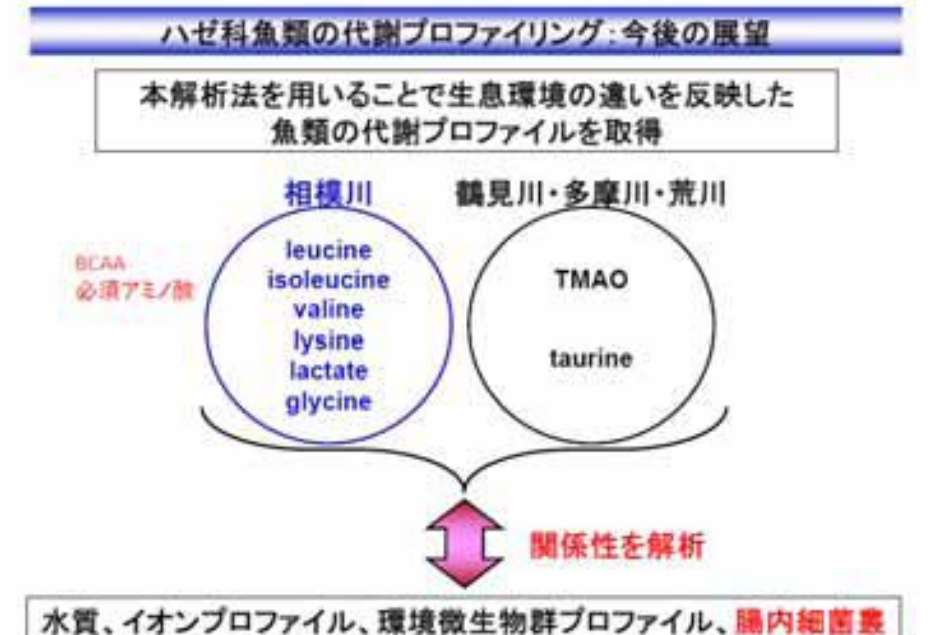 ハゼ科魚類の代謝プロファイリング:今後の展望
本解析法を用いることで生息環境の違いを反映した
魚類の代謝プロファイルを取得
相模川
鶴見川・多摩川・荒川
BCAA
必須アミノ酸
leucine
isoleucine
valine
lysine
lactate
glycine
TMAO
taurine
関係性を解析
水質、イオンプロファイル、環境微生物群プロファイル、腸内細菌叢